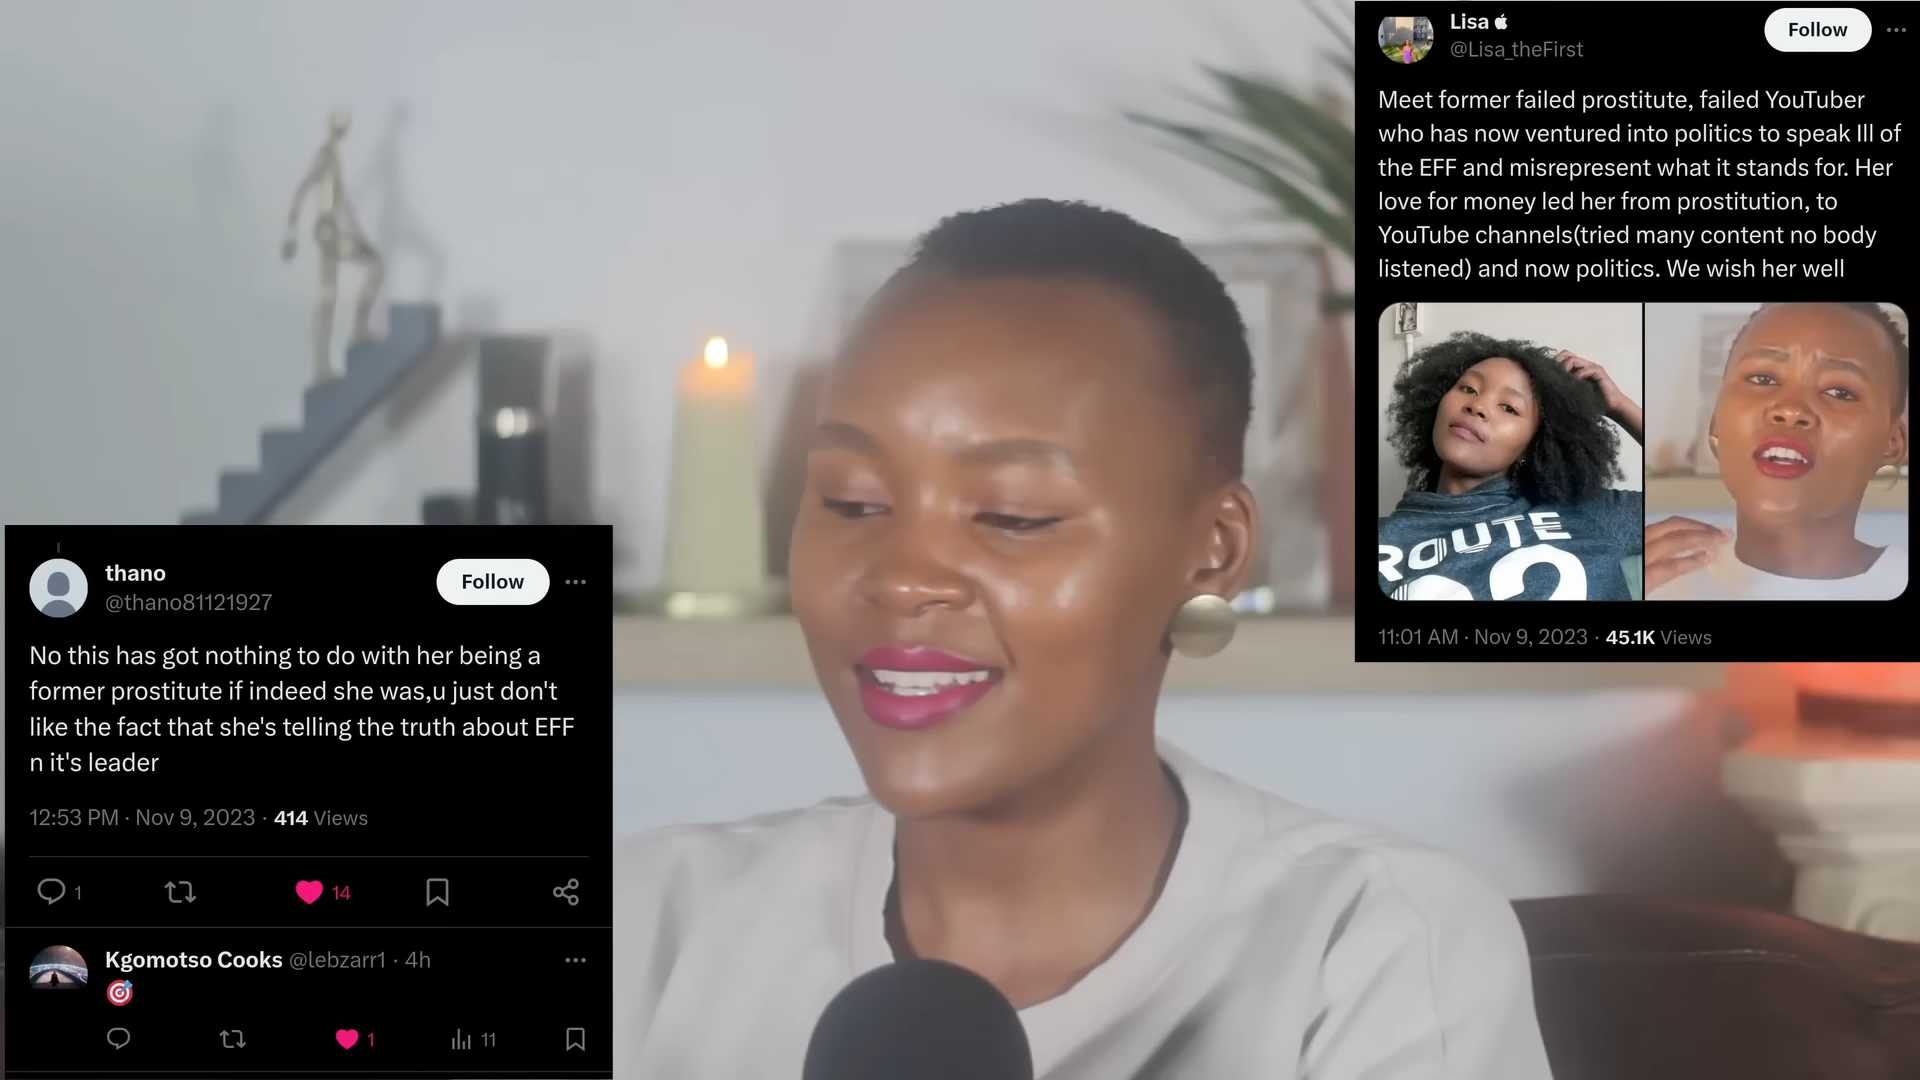 thano
@thano81121927
Follow
No this has got nothing to do with her being a
former prostitute if indeed she was,u just don't
like the fact that she's telling the truth about EFF
n it's leader
12:53 PM · Nov 9, 2023 · 414 Views
1
14
Kgomotso Cooks @lebzarr1 · 4h
1
11
Lisa
@Lisa_theFirst
Follow
Meet former failed prostitute, failed YouTuber
who has now ventured into politics to speak Ill of
the EFF and misrepresent what it stands for. Her
love for money led her from prostitution, to
YouTube channels(tried many content no body
listened) and now politics. We wish her well
ROUTE
11:01 AM · Nov 9, 2023 · 45.1K Views